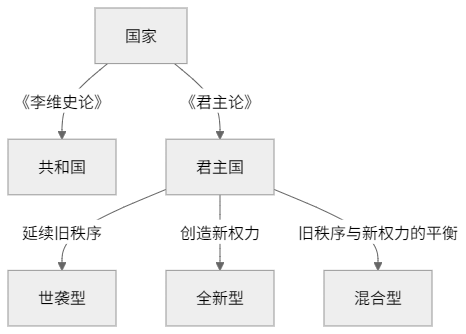 国家
《李维史论》
《君主论》
共和国
君主国
延续旧秩序
创造新权力
旧秩序与新权力的平衡
世袭型
全新型
混合型